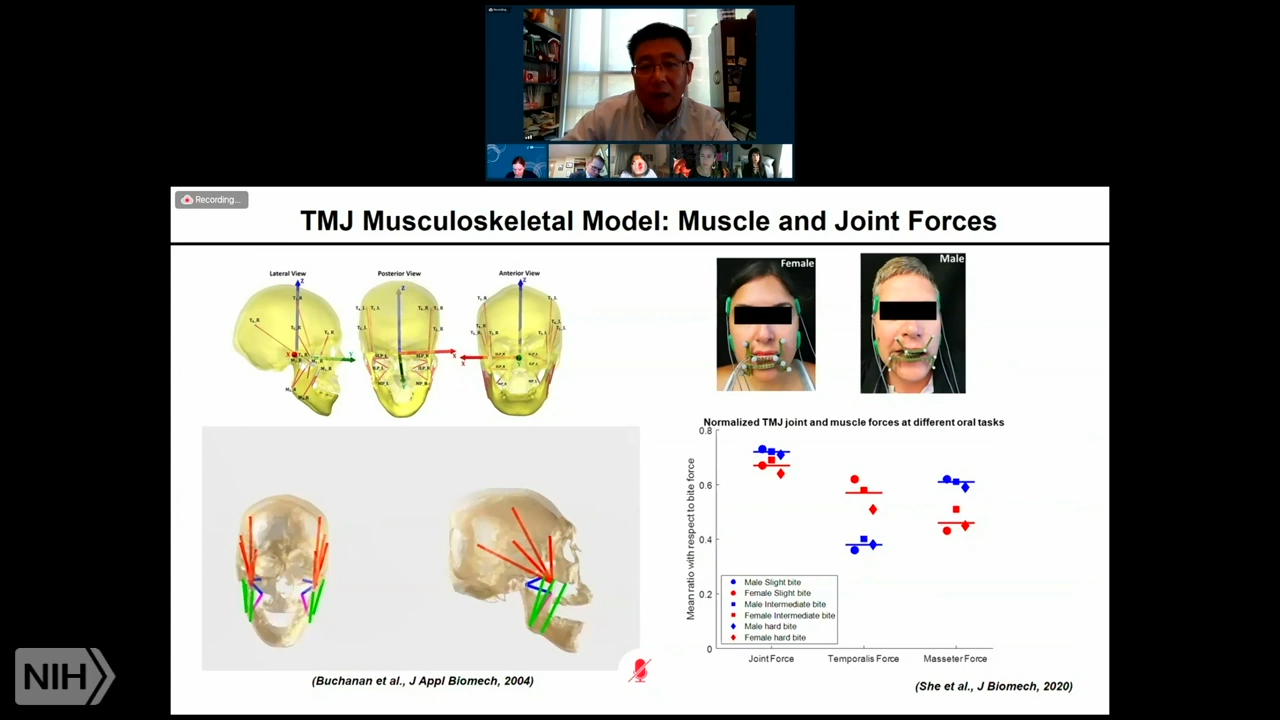 Recording...
TMJ Musculoskeletal Model: Muscle and Joint Forces
Lateral View
Posterior View
Anterior View
Female
Male
Normalized TMJ joint and muscle forces at different oral tasks
Mean ratio with respect to bite force
0.8
0.6
0.4
0.2
0
Male Slight bite
Female Slight bite
Male Intermediate bite
Female Intermediate bite
Male hard bite
Female hard bite
Joint Force
Temporalis Force
Masseter Force
(Buchanan et al., J Appl Biomech, 2004)
(She et al., J Biomech, 2020)
NIH